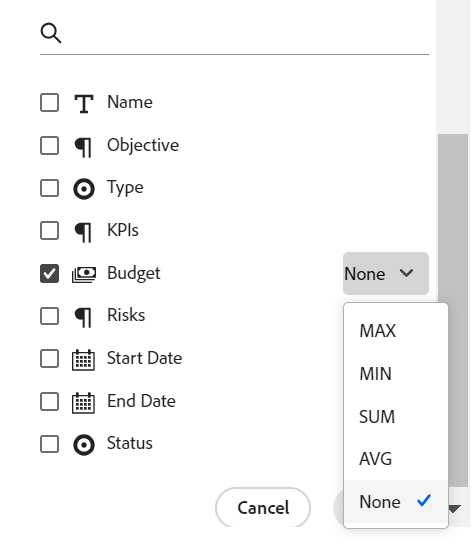 Name
Objective
Type
KPIs
Budget
None
Risks
Start Date
End Date
Status
MAX
MIN
SUM
AVG
None
Cancel